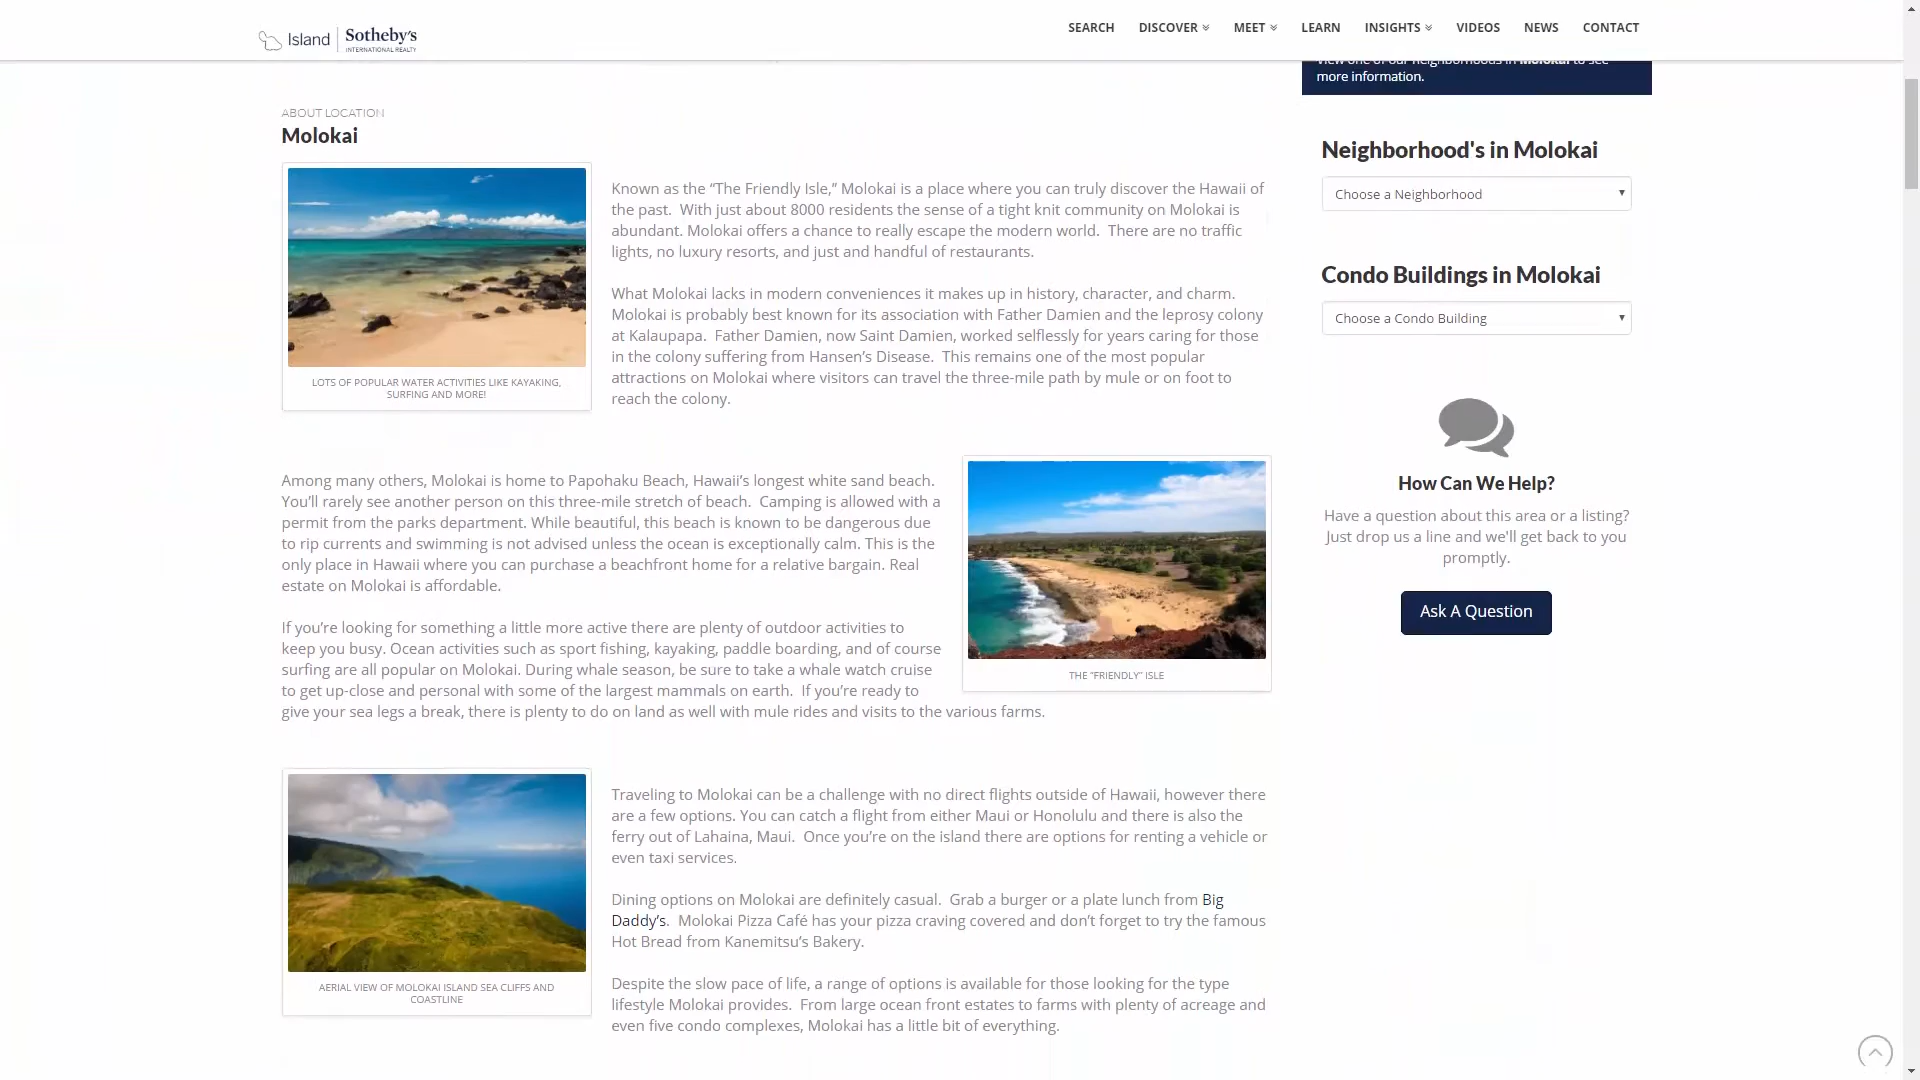 Island
Sotheby's
INTERNATIONAL REALTY
SEARCH
DISCOVER
MEET
LEARN
INSIGHTS
VIDEOS
NEWS
CONTACT
View one of our neighborhoods in Molokai to see
more information.
ABOUT LOCATION
Molokai
LOTS OF POPULAR WATER ACTIVITIES LIKE KAYAKING,
SURFING AND MORE!
Known as the “The Friendly Isle,” Molokai is a place where you can truly discover the Hawaii of
the past.  With just about 8000 residents the sense of a tight knit community on Molokai is
abundant. Molokai offers a chance to really escape the modern world.  There are no traffic
lights, no luxury resorts, and just and handful of restaurants.
What Molokai lacks in modern conveniences it makes up in history, character, and charm.
Molokai is probably best known for its association with Father Damien and the leprosy colony
at Kalaupapa.  Father Damien, now Saint Damien, worked selflessly for years caring for those
in the colony suffering from Hansen’s Disease.  This remains one of the most popular
attractions on Molokai where visitors can travel the three-mile path by mule or on foot to
reach the colony.
Among many others, Molokai is home to Papohaku Beach, Hawaii’s longest white sand beach.
You’ll rarely see another person on this three-mile stretch of beach.  Camping is allowed with a
permit from the parks department. While beautiful, this beach is known to be dangerous due
to rip currents and swimming is not advised unless the ocean is exceptionally calm. This is the
only place in Hawaii where you can purchase a beachfront home for a relative bargain. Real
estate on Molokai is affordable.
If you’re looking for something a little more active there are plenty of outdoor activities to
keep you busy. Ocean activities such as sport fishing, kayaking, paddle boarding, and of course
surfing are all popular on Molokai. During whale season, be sure to take a whale watch cruise
to get up-close and personal with some of the largest mammals on earth.  If you’re ready to
give your sea legs a break, there is plenty to do on land as well with mule rides and visits to the various farms.
THE “FRIENDLY” ISLE
AERIAL VIEW OF MOLOKAI ISLAND SEA CLIFFS AND
COASTLINE
Traveling to Molokai can be a challenge with no direct flights outside of Hawaii, however there
are a few options. You can catch a flight from either Maui or Honolulu and there is also the
ferry out of Lahaina, Maui.  Once you’re on the island there are options for renting a vehicle or
even taxi services.
Dining options on Molokai are definitely casual.  Grab a burger or a plate lunch from Big
Daddy’s.  Molokai Pizza Café has your pizza craving covered and don’t forget to try the famous
Hot Bread from Kanemitsu’s Bakery.
Despite the slow pace of life, a range of options is available for those looking for the type
lifestyle Molokai provides.  From large ocean front estates to farms with plenty of acreage and
even five condo complexes, Molokai has a little bit of everything.
Neighborhood's in Molokai
Choose a Neighborhood
Condo Buildings in Molokai
Choose a Condo Building
How Can We Help?
Have a question about this area or a listing?
Just drop us a line and we'll get back to you
promptly.
Ask A Question